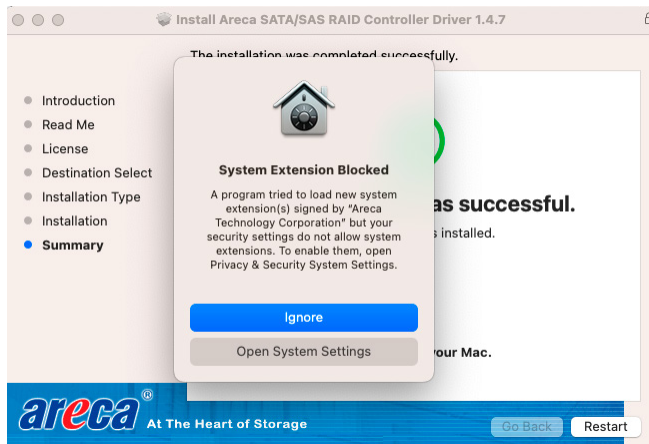 Install Areca SATA/SAS RAID Controller Driver 1.4.7
The installation was completed successfully.
Introduction
Read Me
License
Destination Select
Installation Type
Installation
Summary
System Extension Blocked
A program tried to load new system
extension(s) signed by “Areca
Technology Corporation” but your
security settings do not allow system
extensions. To enable them, open
Privacy & Security System Settings.
Ignore
Open System Settings
as successful.
s installed.
our Mac.
areca® At The Heart of Storage
Go Back
Restart